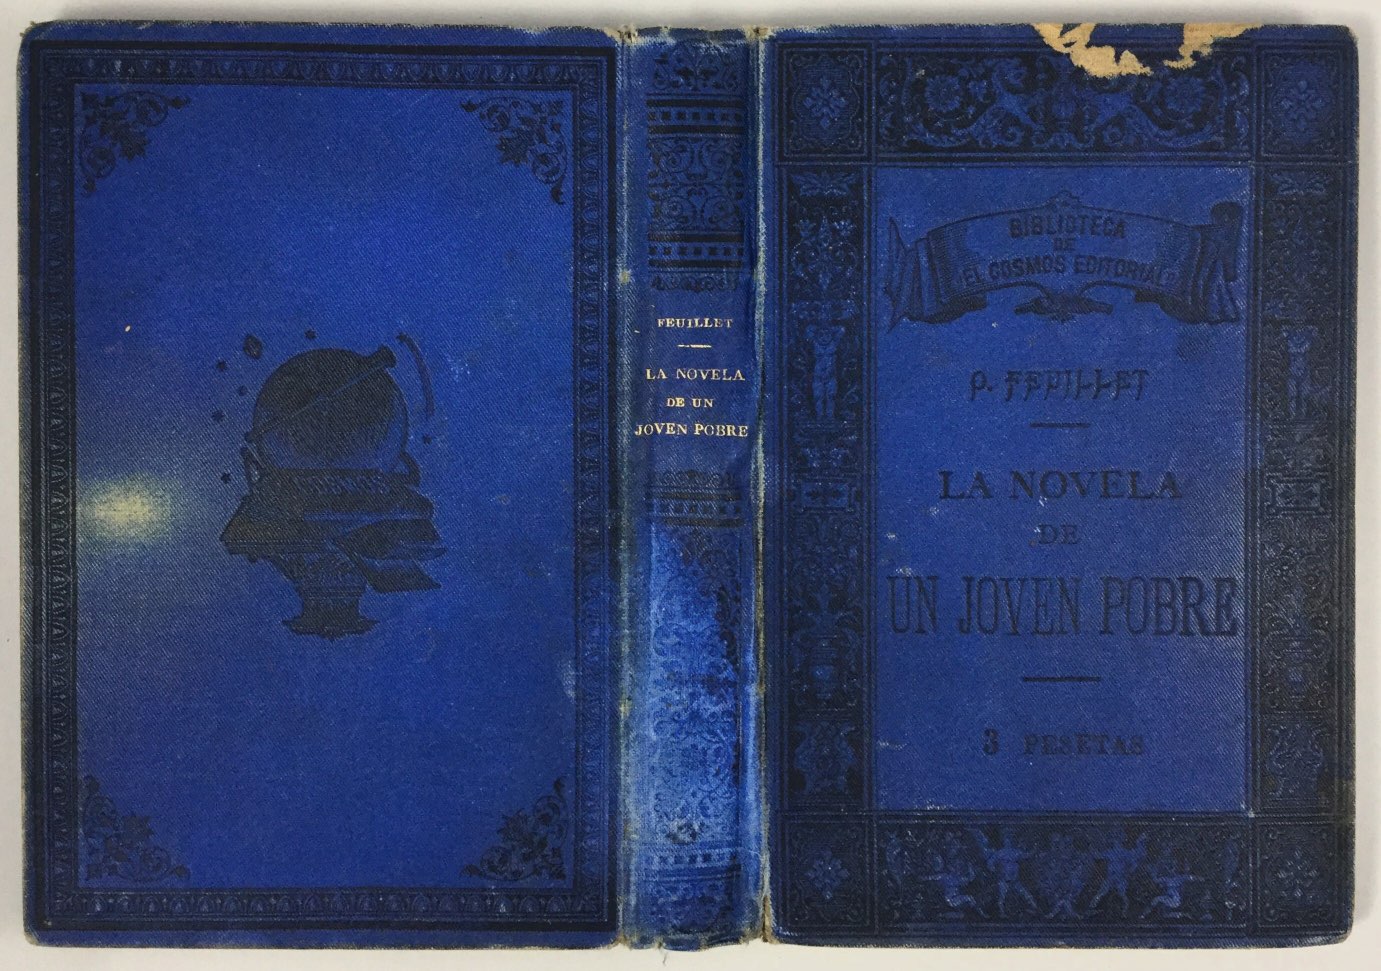 FEUILLET
LA NOVELA
DE UN
JOVEN POBRE
BIBLIOTECA
DE
EL COSMOS EDITORIAL
O. FEUILLET
LA NOVELA
DE
UN JOVEN POBRE
3 PESETAS
COSMOS